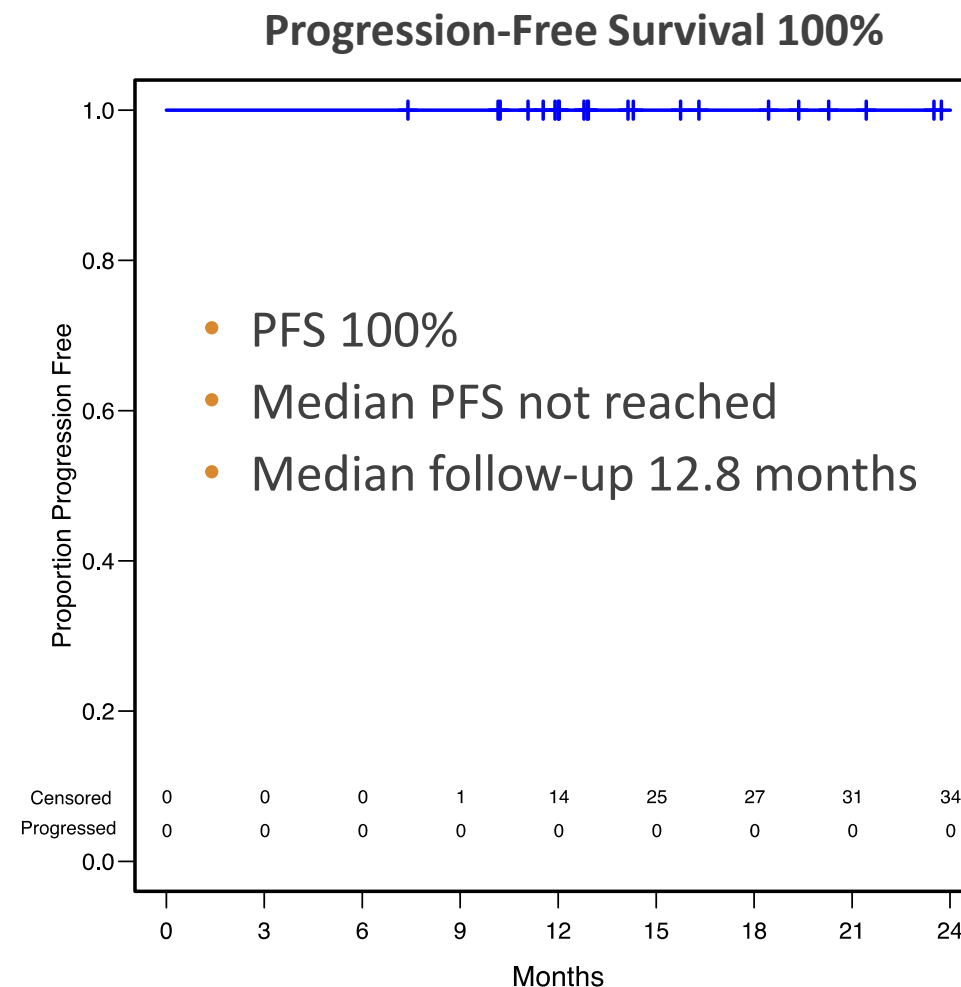 Progression-Free Survival 100%
Proportion Progression Free
1.0
0.8
0.6
0.4
0.2
0.0
• PFS 100%
• Median PFS not reached
• Median follow-up 12.8 months
Censored 0 0 0 1 14 25 27 31 34
Progressed 0 0 0 0 0 0 0 0 0
0 3 6 9 12 15 18 21 24
Months